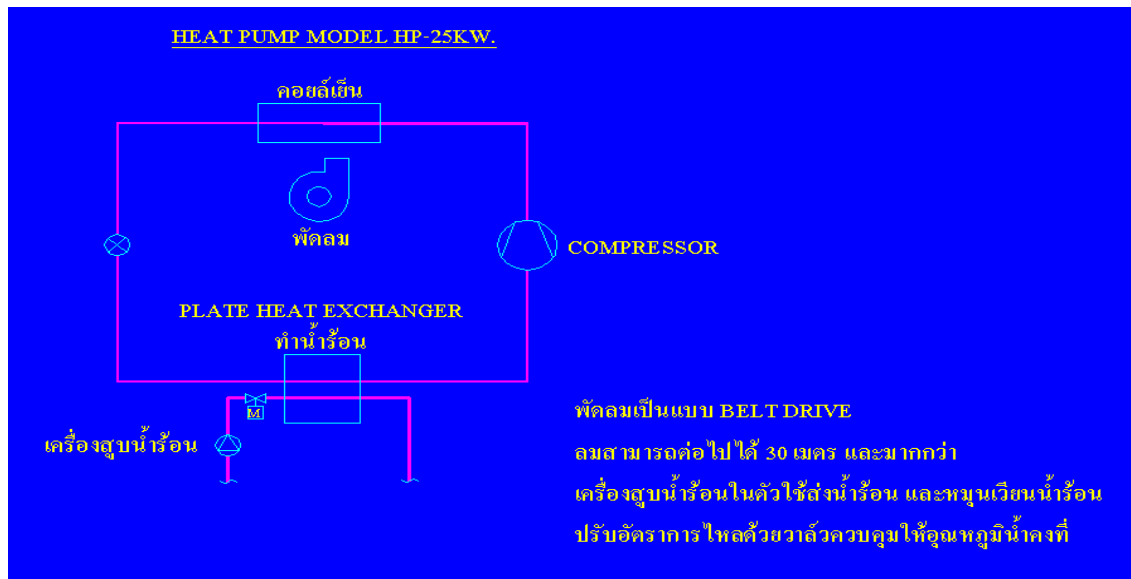 HEAT PUMP MODEL HP-25KW.
คอยล์เย็น
พัดลม
COMPRESSOR
PLATE HEAT EXCHANGER
ทำน้ำร้อน
M
เครื่องสูบน้ำร้อน
พัดลมเป็นแบบ BELT DRIVE
ลมสามารถต่อไปได้ 30 เมตร และมากกว่า
เครื่องสูบน้ำร้อนในตัวใช้ส่งน้ำร้อน และหมุนเวียนน้ำร้อน
ปรับอัตราการไหลด้วยวาล์วควบคุมให้อุณหภูมิน้ำคงที่